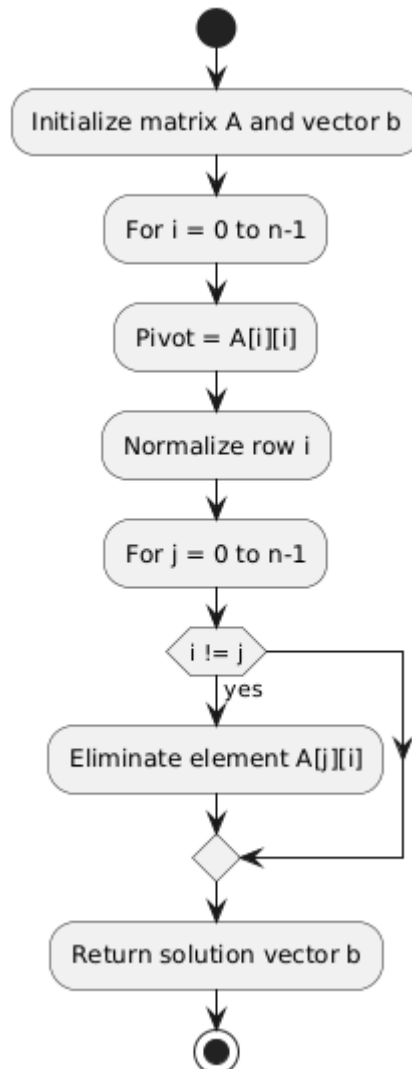 Initialize matrix A and vector b
For i = 0 to n-1
Pivot = A[i][i]
Normalize row i
For j = 0 to n-1
i != j
yes
Eliminate element A[j][i]
Return solution vector b